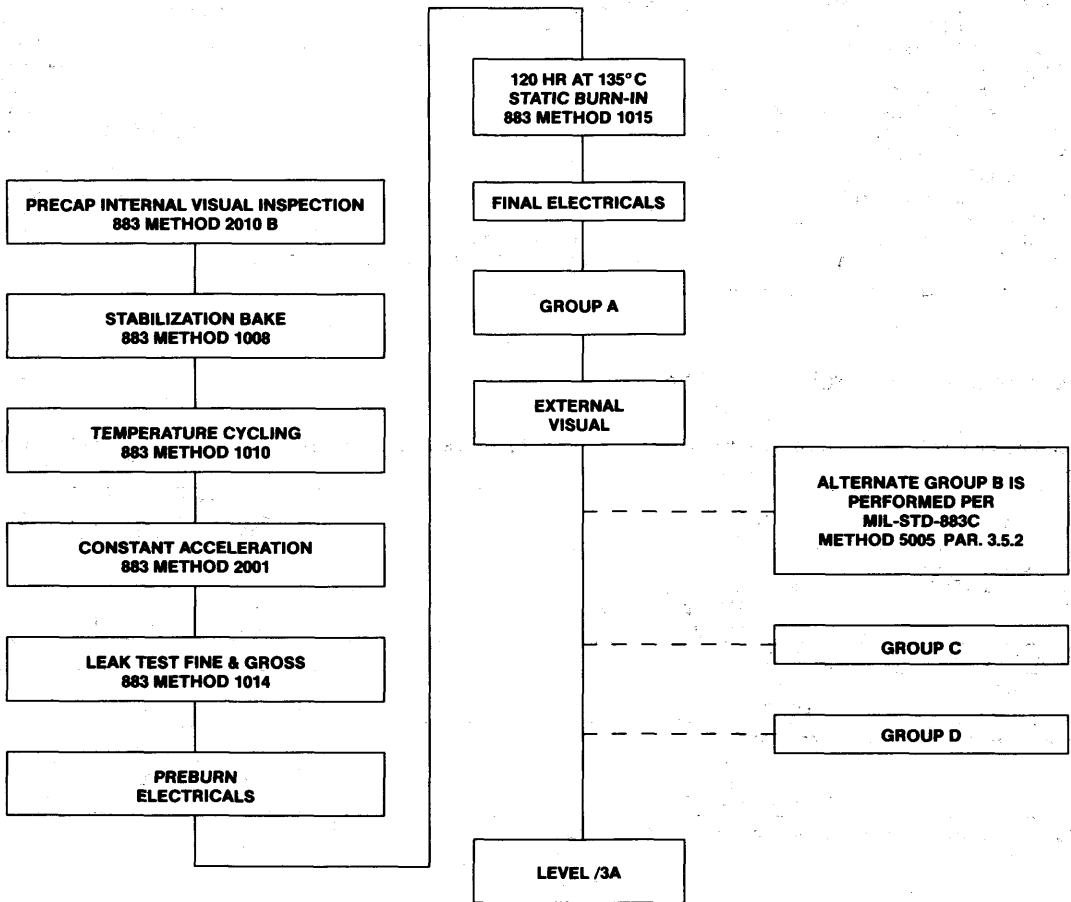 PRECAP INTERNAL VISUAL INSPECTION
883 METHOD 2010 B
STABILIZATION BAKE
883 METHOD 1008
TEMPERATURE CYCLING
883 METHOD 1010
CONSTANT ACCELERATION
883 METHOD 2001
LEAK TEST FINE & GROSS
883 METHOD 1014
PREBURN
ELECTRICALS
120 HR AT 135°C
STATIC BURN-IN
883 METHOD 1015
FINAL ELECTRICALS
GROUP A
EXTERNAL
VISUAL
ALTERNATE GROUP B IS
PERFORMED PER
MIL-STD-883C
METHOD 5005 PAR. 3.5.2
GROUP C
GROUP D
LEVEL /3A